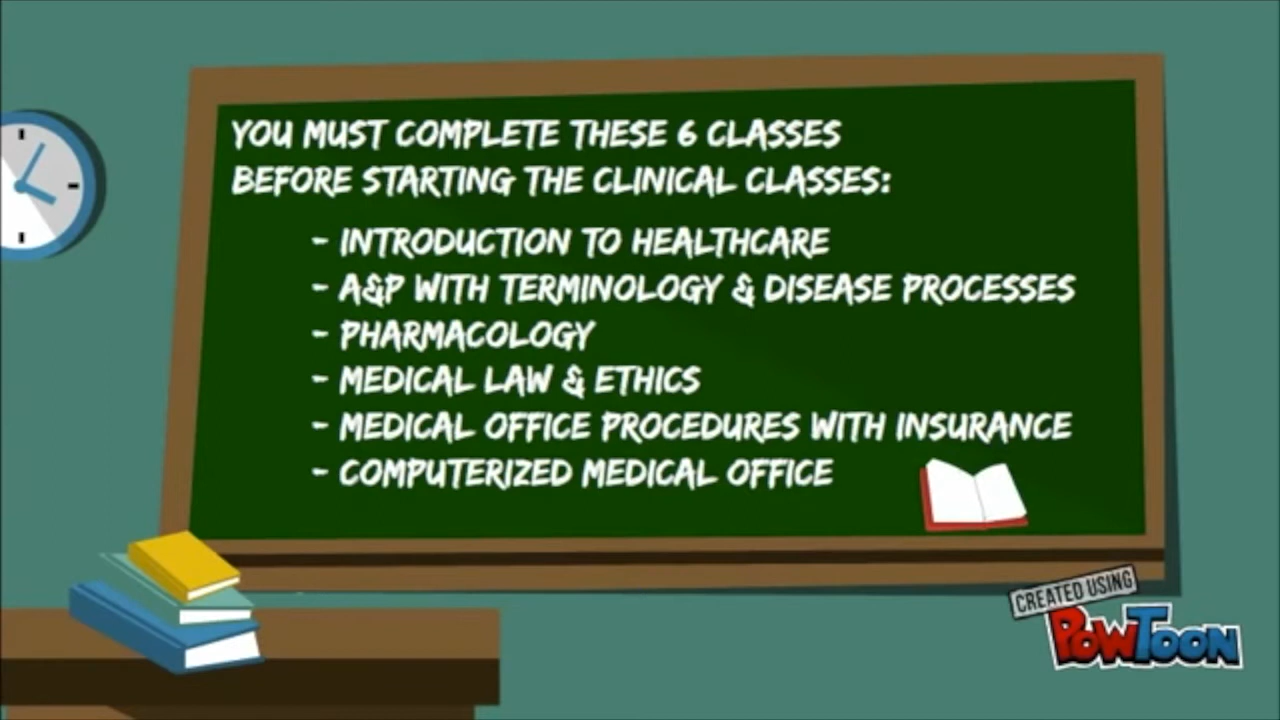 YOU MUST COMPLETE THESE 6 CLASSES
BEFORE STARTING THE CLINICAL CLASSES:
- INTRODUCTION TO HEALTHCARE
- A&P WITH TERMINOLOGY & DISEASE PROCESSES
- PHARMACOLOGY
- MEDICAL LAW & ETHICS
- MEDICAL OFFICE PROCEDURES WITH INSURANCE
- COMPUTERIZED MEDICAL OFFICE
CREATED USING
POWTOON